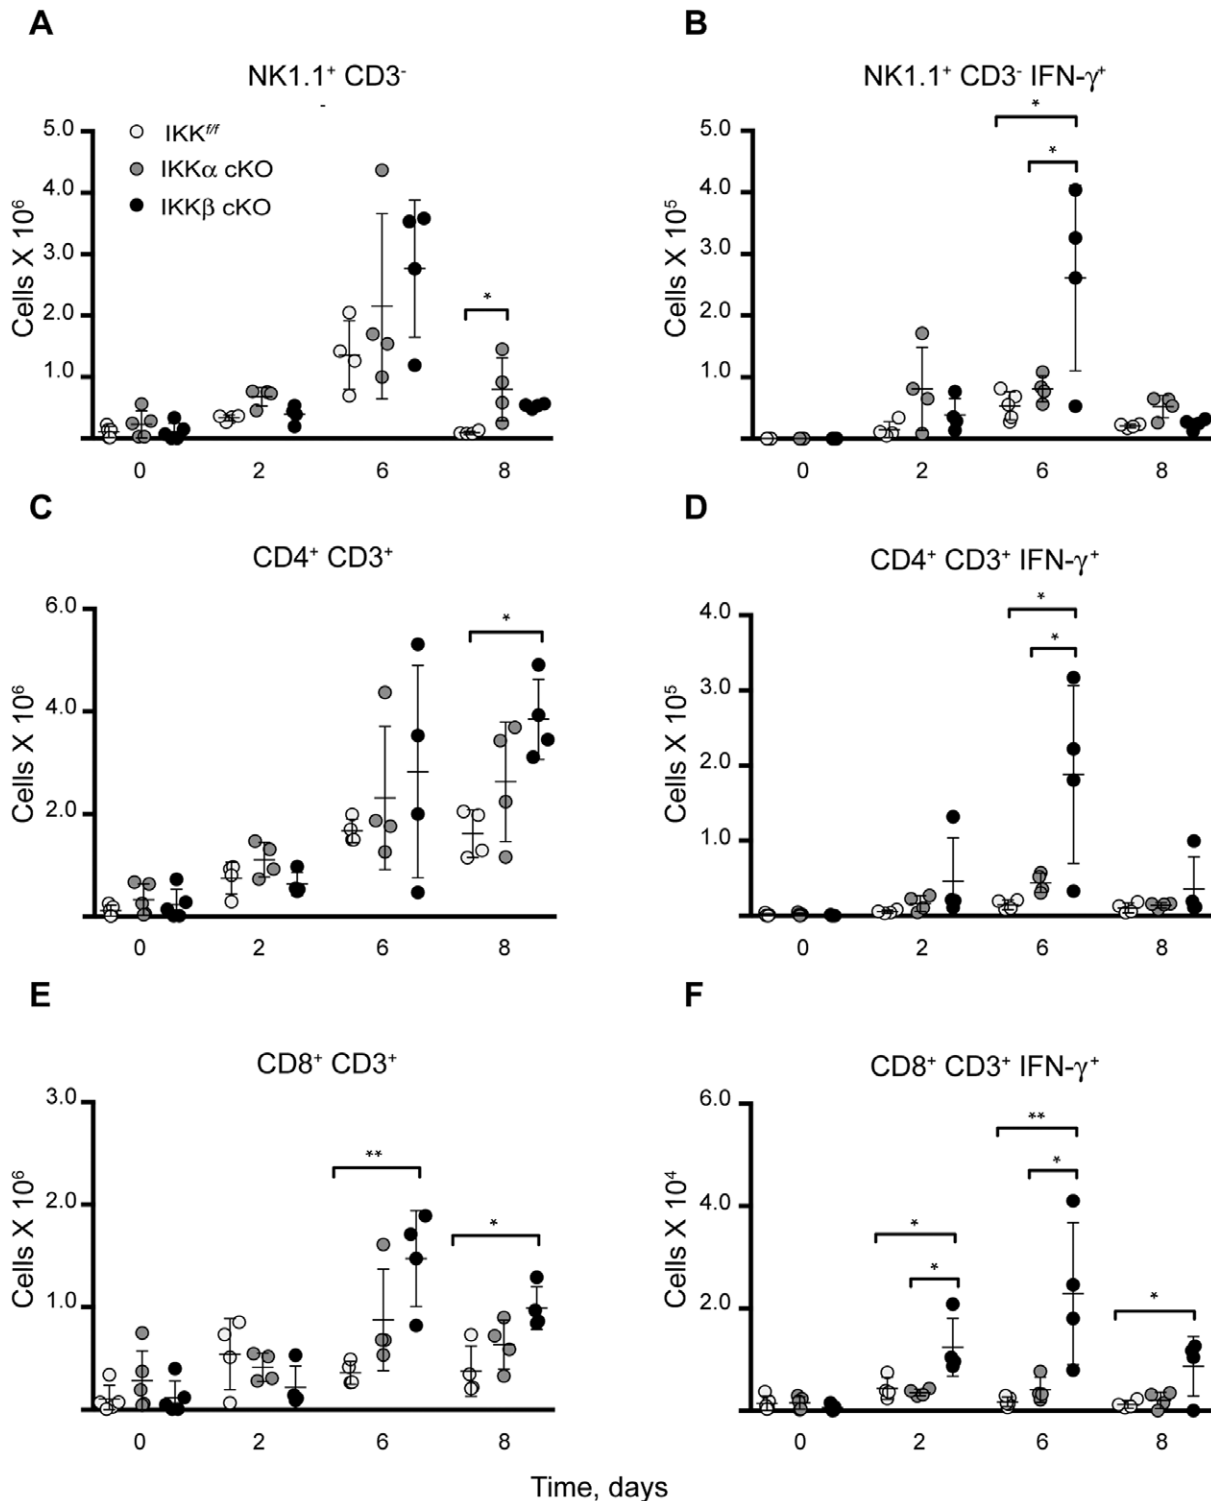 A
NK1.1⁺ CD3⁻
-
5.0
4.0
3.0
2.0
1.0
Cells X 10⁶
IKKᶠ/ᶠ
IKKα cKO
IKKβ cKO
*
0 2 6 8
B
NK1.1⁺ CD3⁻ IFN-γ⁺
5.0
4.0
3.0
2.0
1.0
Cells X 10⁵
*
*
0 2 6 8
C
CD4⁺ CD3⁺
6.0
4.0
2.0
Cells X 10⁶
*
0 2 6 8
D
CD4⁺ CD3⁺ IFN-γ⁺
4.0
3.0
2.0
1.0
Cells X 10⁵
*
*
0 2 6 8
E
CD8⁺ CD3⁺
3.0
2.0
1.0
Cells X 10⁶
**
*
0 2 6 8
F
CD8⁺ CD3⁺ IFN-γ⁺
6.0
4.0
2.0
Cells X 10⁴
**
*
*
*
*
0 2 6 8
Time, days